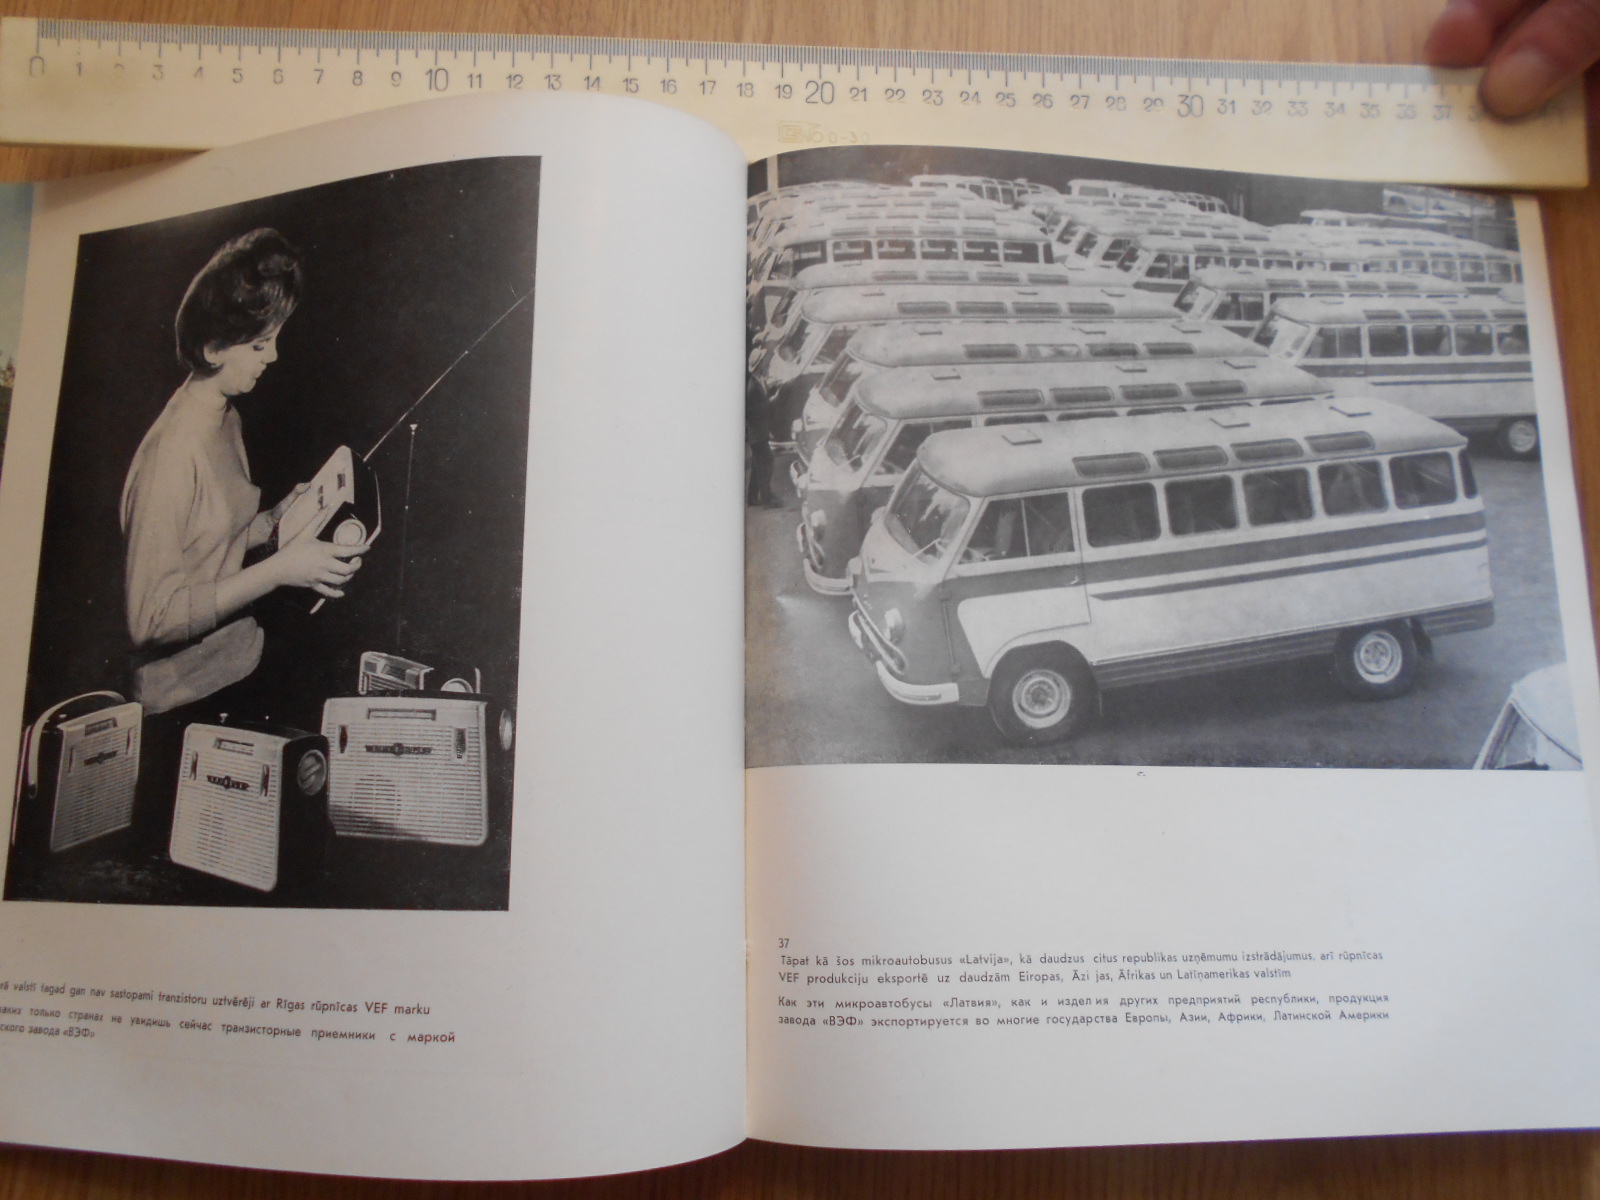 0 1 2 3 4 5 6 7 8 9 10 11 12 13 14 15 16 17 18 19 20 21 22 23 24 25 26 27 28 29 30 31 32 33 34 35 36 37
valstī tagad gan nav sastopami tranzistoru uztvērēji ar Rīgas rūpnīcas VEF marku
только странах не увидишь сейчас транзисторные приемники с маркой
ского завода «ВЭФ»
37
Tāpat kā šos mikroautobusus «Latvija», kā daudzus citus republikas uzņēmumu izstrādājumus, arī rūpnīcas
VEF produkciju eksportē uz daudzām Eiropas, Āzi jas, Āfrikas un Latīņamerikas valstīm
Как эти микроавтобусы «Латвия», как и издел ия других предприятий республики, продукция
завода «ВЭФ» экспортируется во многие государства Европы, Азии, Африки, Латинской Америки